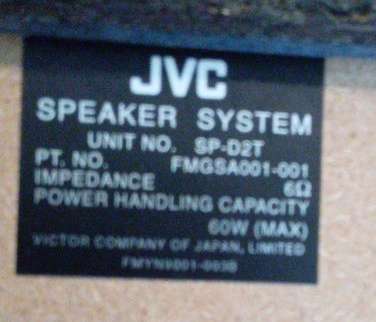 JVC
SPEAKER SYSTEM
UNIT NO. SP-D2T
PT. NO. FMGSA001-001
IMPEDANCE 6Ω
POWER HANDLING CAPACITY
60W (MAX)
VICTOR COMPANY OF JAPAN, LIMITED